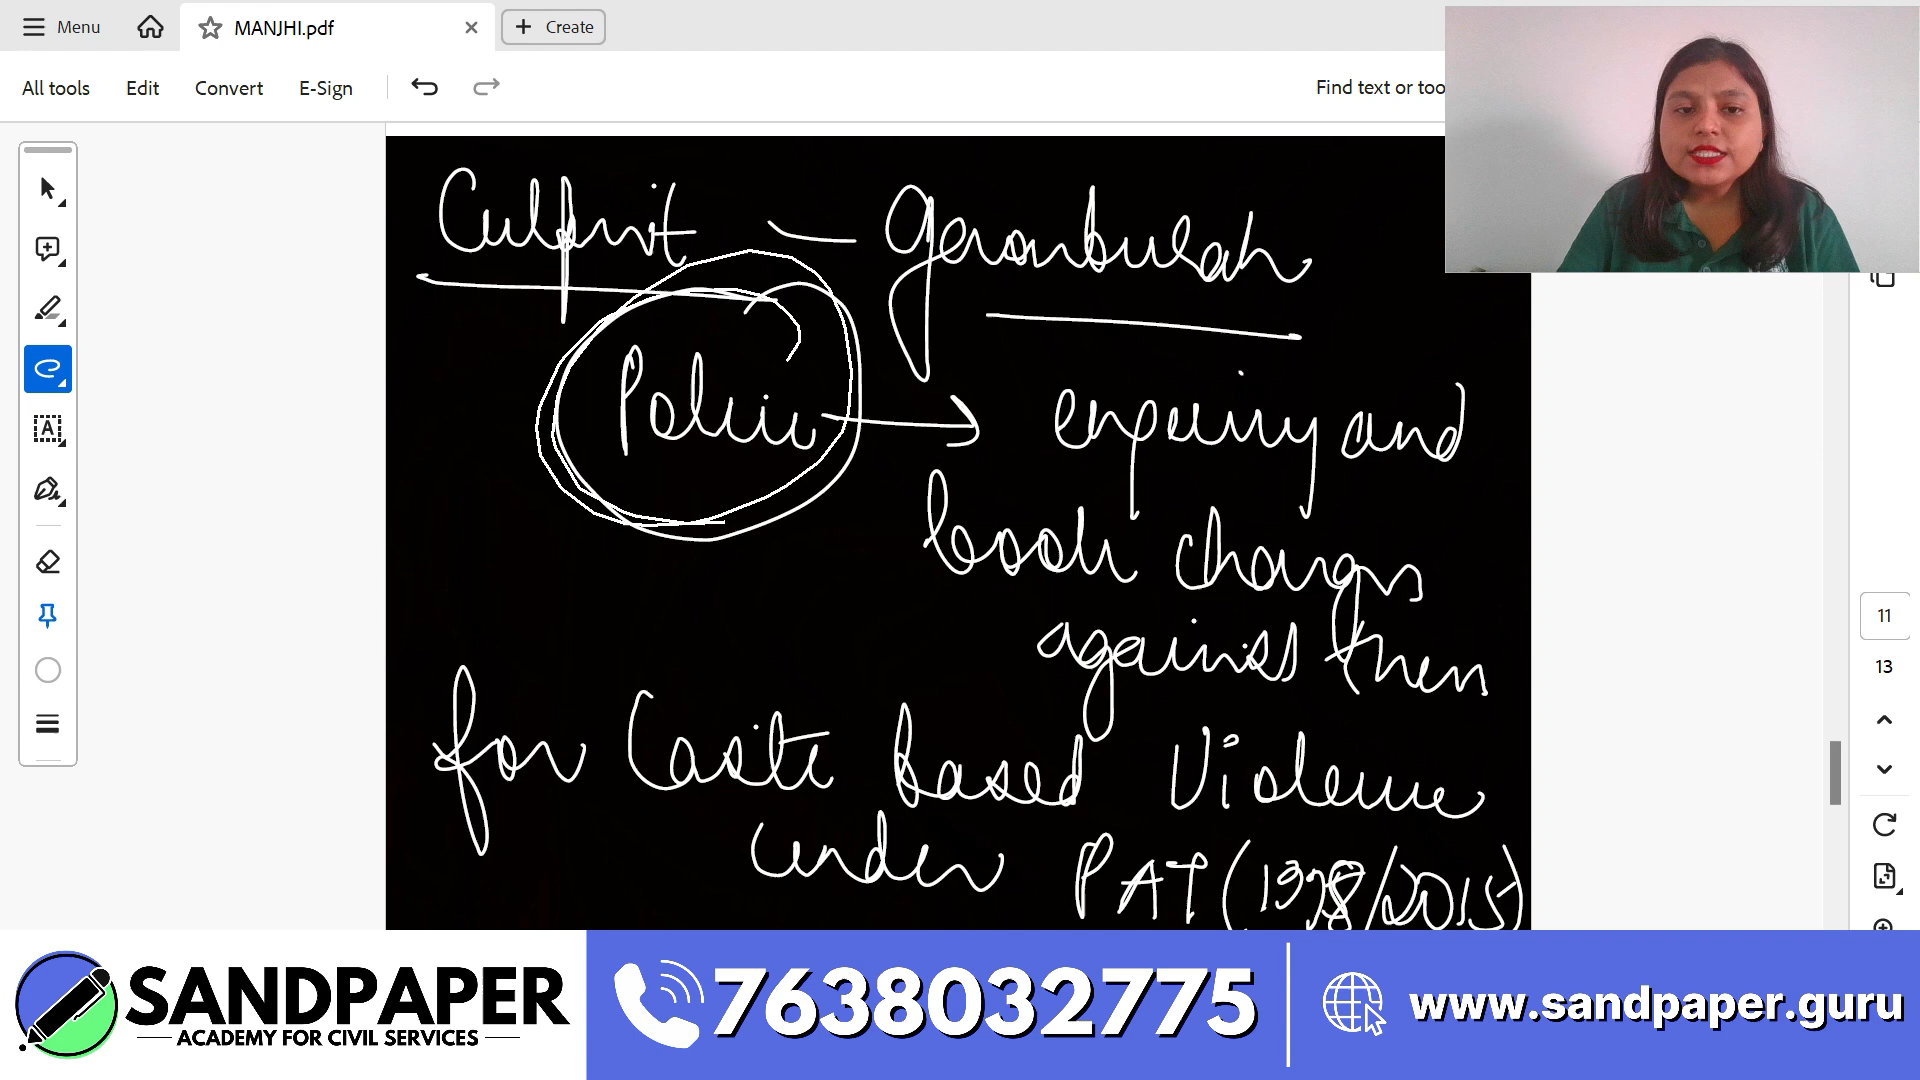 Menu
MANJHI.pdf
Create
All tools
Edit
Convert
E-Sign
Find text or too
A
Culprit — gerambulah
Police → enquiry and
book charges
against them
for Caste based Violence
under PAT (1998/2015)
11
13
SANDPAPER
ACADEMY FOR CIVIL SERVICES
7638032775
www.sandpaper.guru